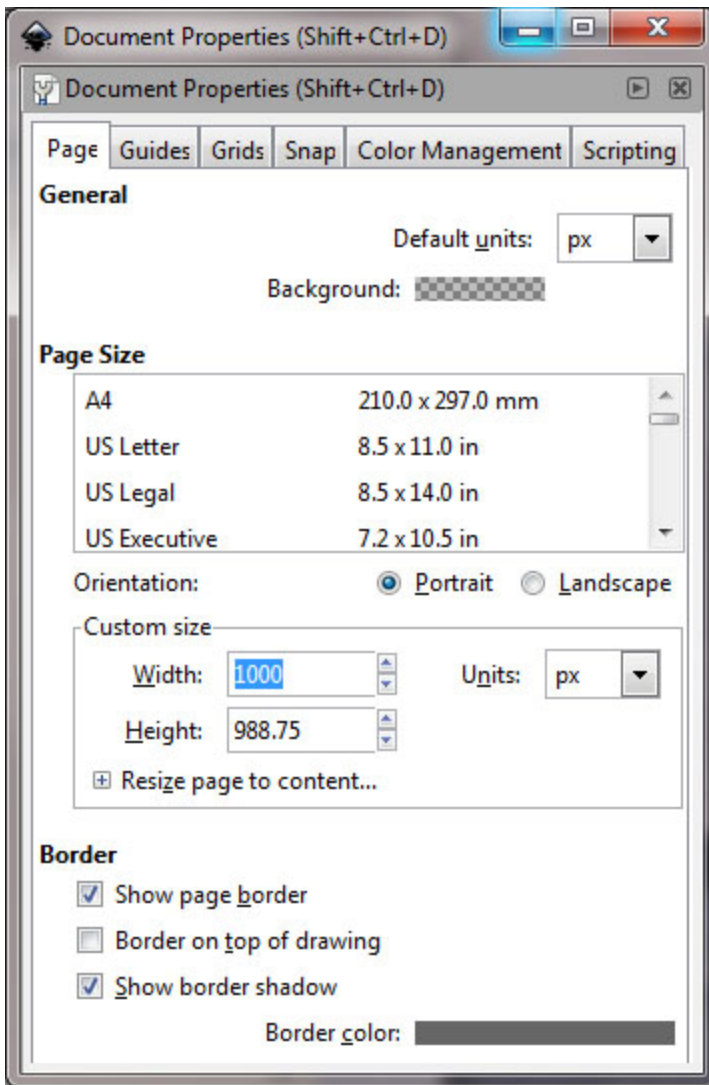 Document Properties (Shift+Ctrl+D)
Document Properties (Shift+Ctrl+D)
Page Guides Grids Snap Color Management Scripting
General
Default units: px
Background:
Page Size
A4 210.0 x 297.0 mm
US Letter 8.5 x 11.0 in
US Legal 8.5 x 14.0 in
US Executive 7.2 x 10.5 in
Orientation: Portrait Landscape
Custom size
Width: 1000 Units: px
Height: 988.75
Resize page to content...
Border
Show page border
Border on top of drawing
Show border shadow
Border color: